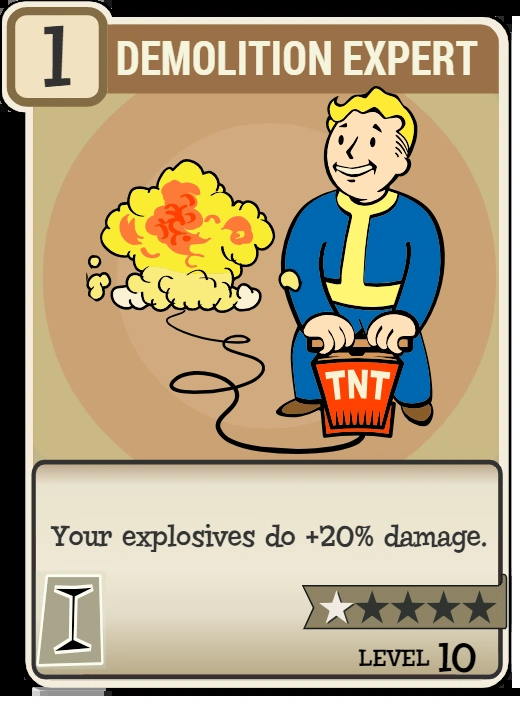 1
DEMOLITION EXPERT
TNT
Your explosives do +20% damage.
I
LEVEL 10